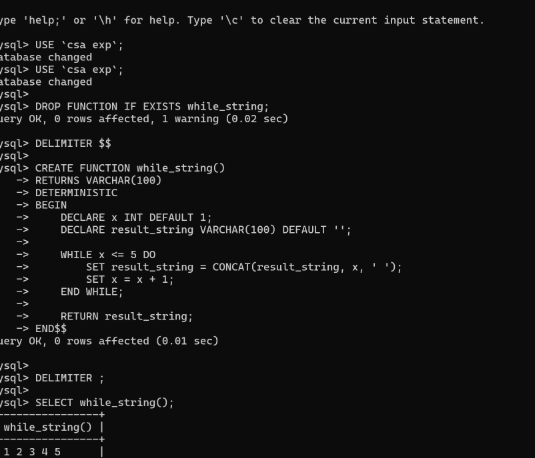 ype 'help;' or '\h' for help. Type '\c' to clear the current input statement.
ysql> USE `csa exp`;
atabase changed
ysql> USE `csa exp`;
atabase changed
ysql>
ysql> DROP FUNCTION IF EXISTS while_string;
uery OK, 0 rows affected, 1 warning (0.02 sec)
ysql> DELIMITER $$
ysql>
ysql> CREATE FUNCTION while_string()
-> RETURNS VARCHAR(100)
-> DETERMINISTIC
-> BEGIN
->     DECLARE x INT DEFAULT 1;
->     DECLARE result_string VARCHAR(100) DEFAULT '';
->
->     WHILE x <= 5 DO
->         SET result_string = CONCAT(result_string, x, ' ');
->         SET x = x + 1;
->     END WHILE;
->
->     RETURN result_string;
-> END$$
uery OK, 0 rows affected (0.01 sec)
ysql>
ysql> DELIMITER ;
ysql>
ysql> SELECT while_string();
----------------+
while_string() |
----------------+
1 2 3 4 5      |